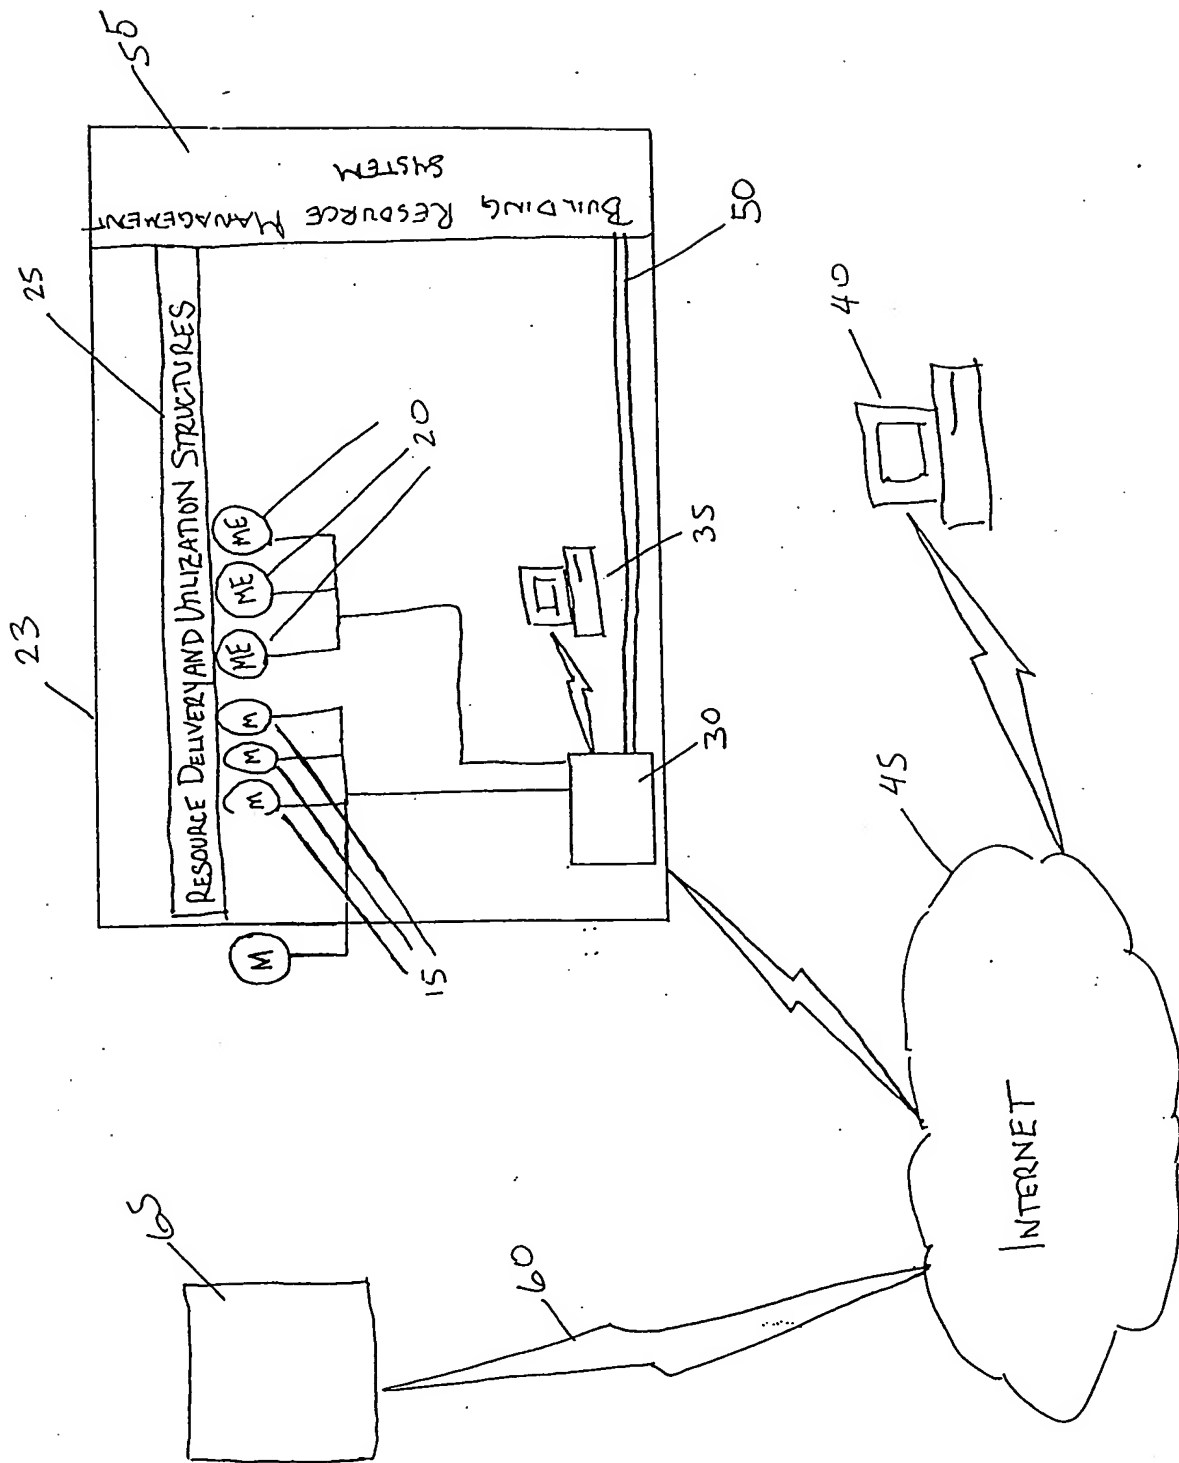 23
25
55
RESOURCE DELIVERY AND UTILIZATION STRUCTURES
BUILDING RESOURCE MANAGEMENT
SYSTEM
M
M
M
M
ME
ME
ME
20
15
35
30
50
65
60
45
40
INTERNET